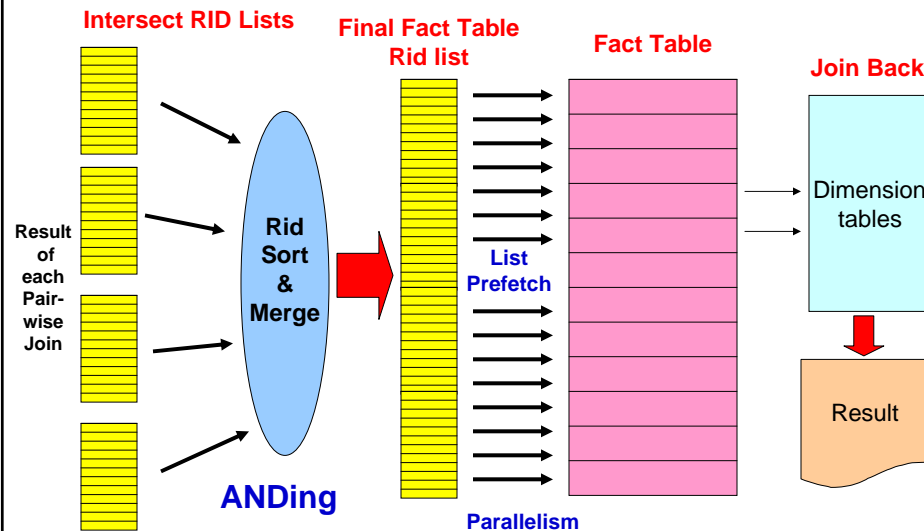 Intersect RID Lists
Final Fact Table
Rid list
Fact Table
Join Back
Result
of
each
Pair-
wise
Join
Rid
Sort
&
Merge
ANDing
List
Prefetch
Parallelism
Dimension
tables
Result